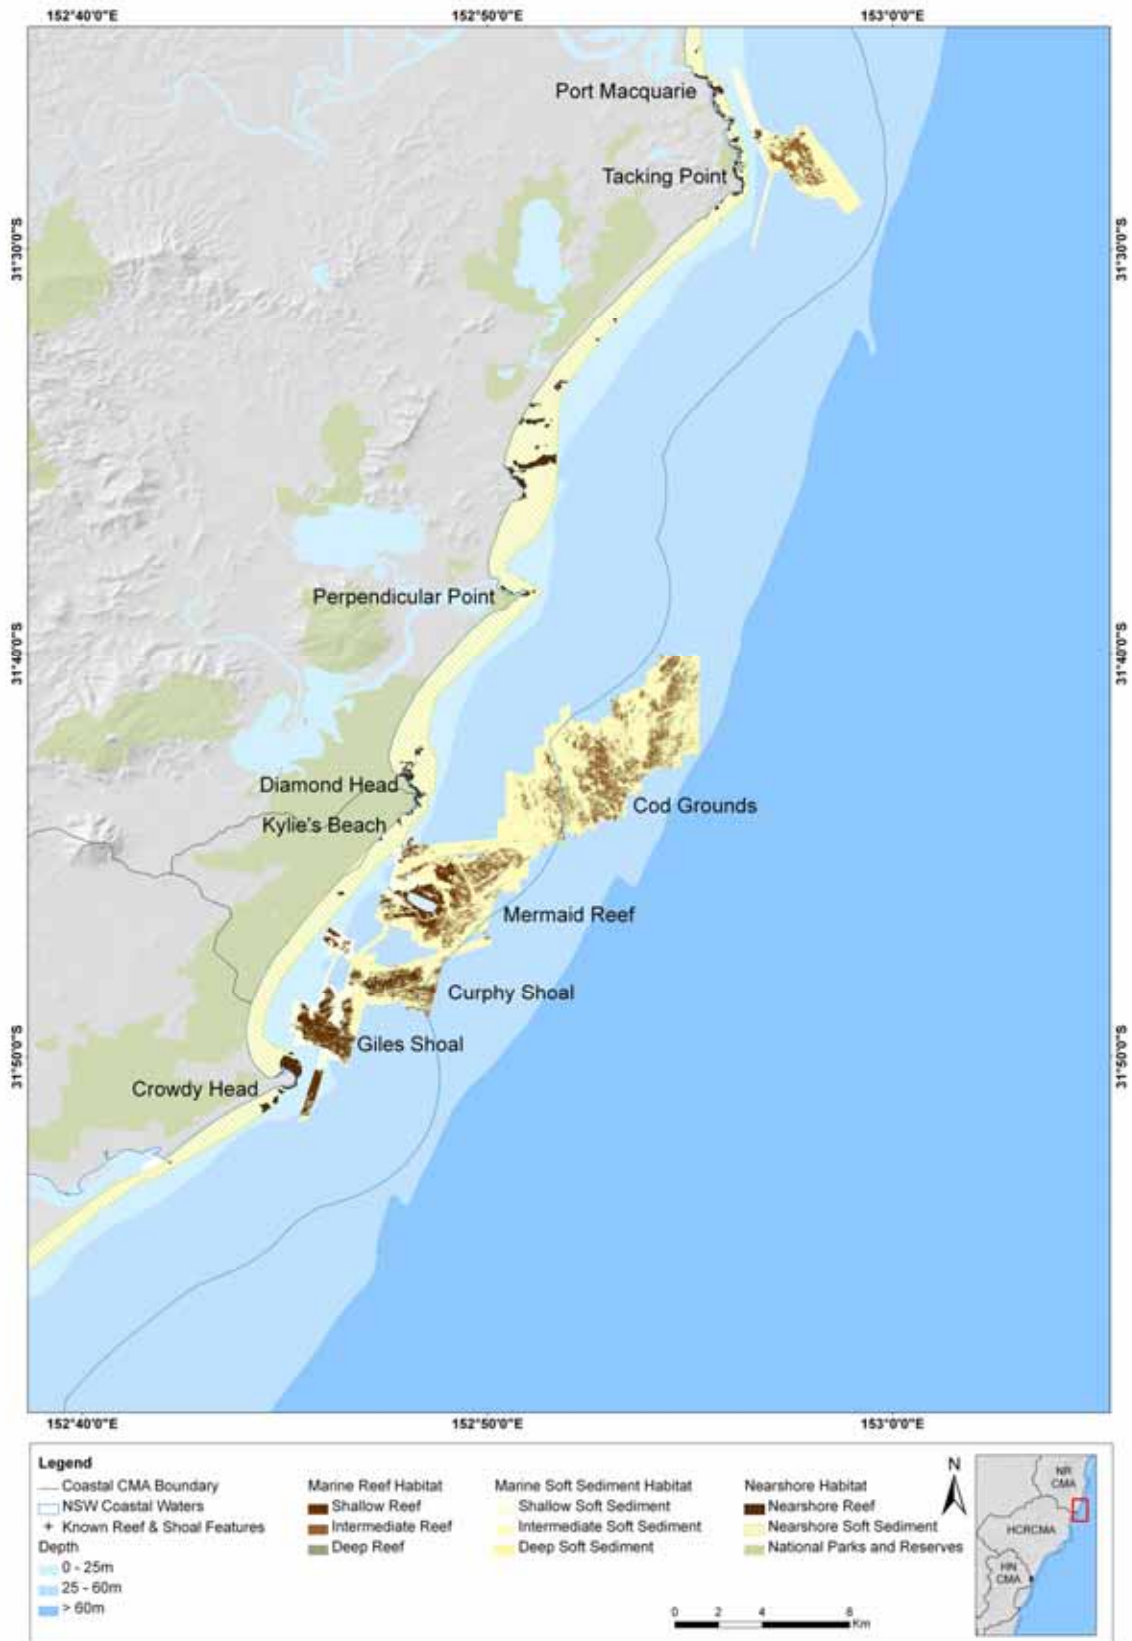 152°40'0"E 152°50'0"E 153°0'0"E
Port Macquarie
Tacking Point
31°30'0"S 31°30'0"S
Perpendicular Point
31°40'0"S 31°40'0"S
Diamond Head
Cod Grounds
Kylie's Beach
Mermaid Reef
Curphy Shoal
Giles Shoal
31°50'0"S 31°50'0"S
Crowdy Head
152°40'0"E 152°50'0"E 153°0'0"E
Legend
Coastal CMA Boundary
NSW Coastal Waters
Known Reef & Shoal Features
Depth
0 - 25m
25 - 60m
> 60m
Marine Reef Habitat
Shallow Reef
Intermediate Reef
Deep Reef
Marine Soft Sediment Habitat
Shallow Soft Sediment
Intermediate Soft Sediment
Deep Soft Sediment
Nearshore Habitat
Nearshore Reef
Nearshore Soft Sediment
National Parks and Reserves
0 2 4 8
Km
N
NR
CMA
HCRCMA
HN
CMA